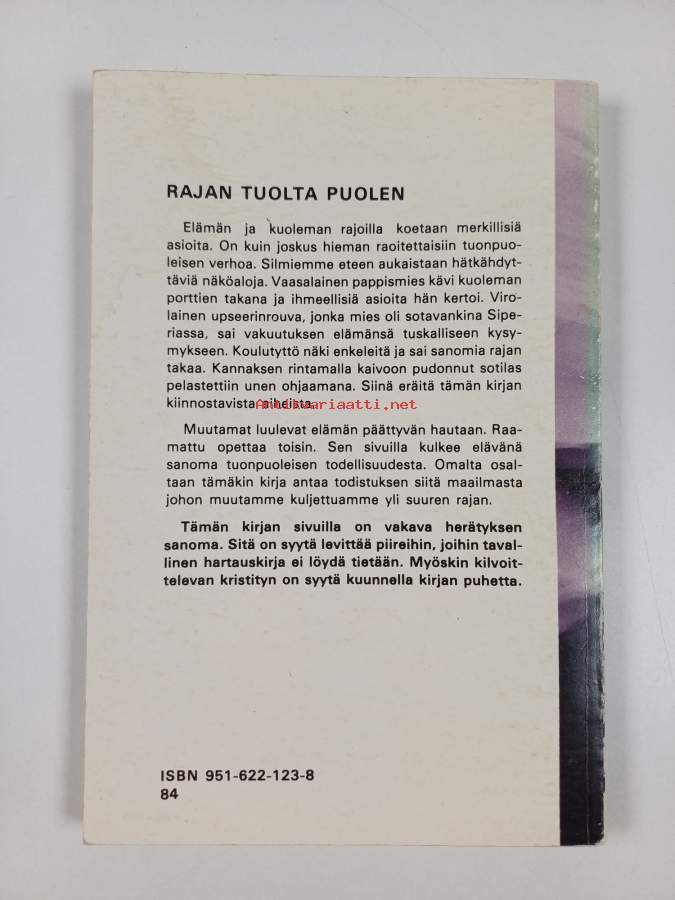 RAJAN TUOLTA PUOLEN
Elämän ja kuoleman rajoilla koetaan merkillisiä
asioita. On kuin joskus hieman raoitettaisiin tuonpuo-
leisen verhoa. Silmiemme eteen aukaistaan hätkähdyt-
täviä näköaloja. Vaasalainen pappismies kävi kuoleman
porttien takana ja ihmeellisiä asioita hän kertoi. Viro-
lainen upseerinrouva, jonka mies oli sotavankina Sipe-
riassa, sai vakuutuksen elämänsä tuskalliseen kysy-
mykseen. Koulutyttö näki enkeleitä ja sai sanomia rajan
takaa. Kannaksen rintamalla kaivoon pudonnut sotilas
pelastettiin unen ohjaamana. Siinä eräitä tämän kirjan
kiinnostavista aiheista.
Antikvariaatti.net
Muutamat luulevat elämän päättyvän hautaan. Raa-
mattu opettaa toisin. Sen sivuilla kulkee elävänä
sanoma tuonpuoleisen todellisuudesta. Omalta osal-
taan tämäkin kirja antaa todistuksen siitä maailmasta
johon muutamme kuljettuamme yli suuren rajan.
Tämän kirjan sivuilla on vakava herätyksen
sanoma. Sitä on syytä levittää piireihin, joihin taval-
linen hartauskirja ei löydä tietään. Myöskin kilvoit-
televan kristityn on syytä kuunnella kirjan puhetta.
ISBN 951-622-123-8
84